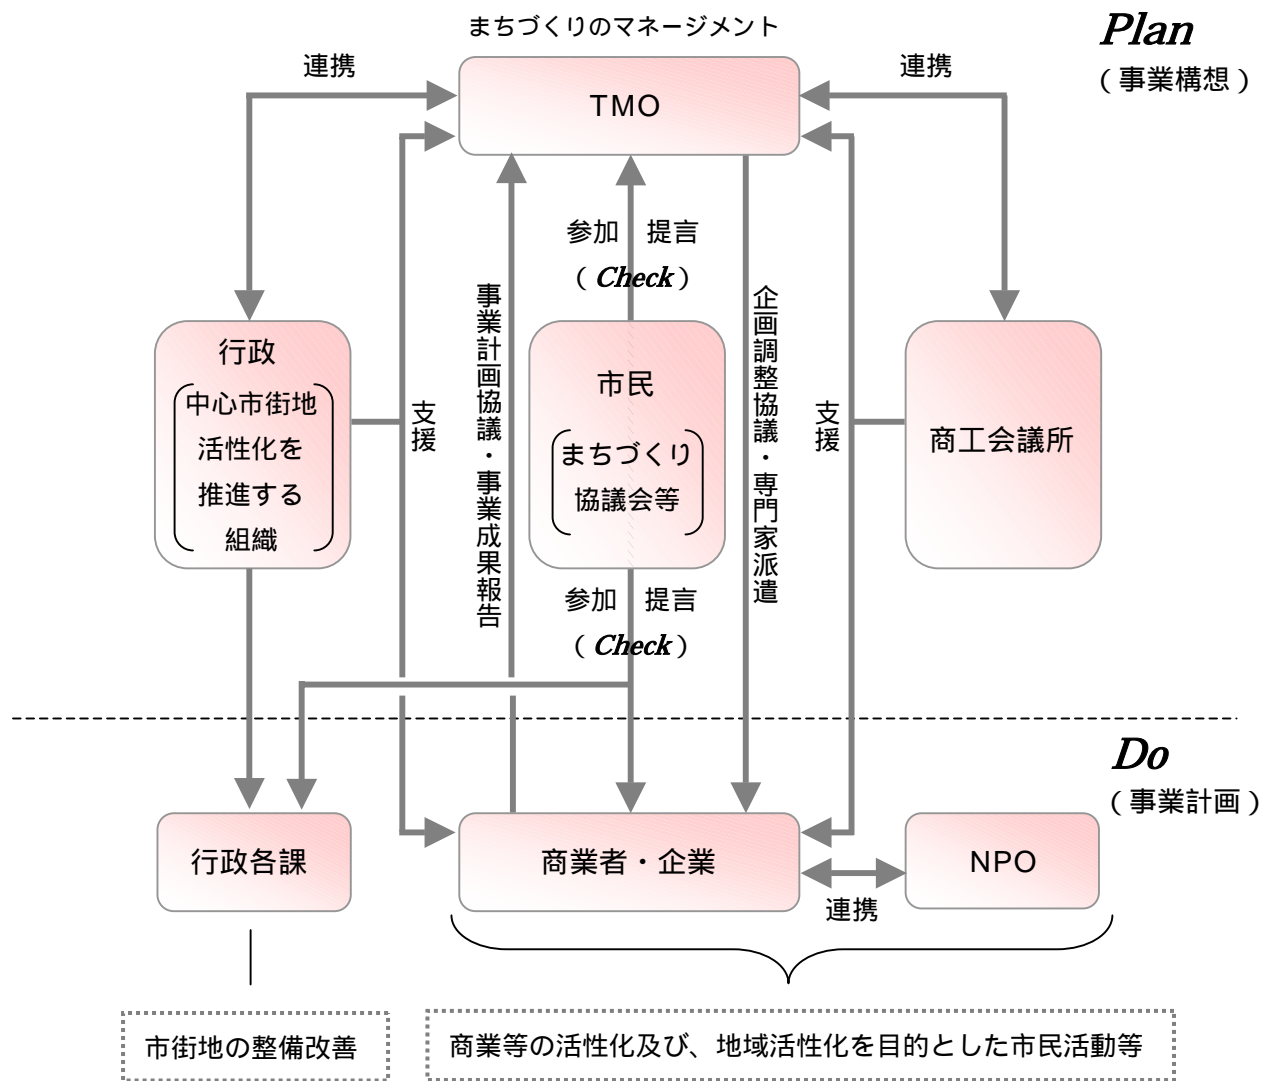 まちづくりのマネージメント
Plan
（事業構想）
連携
連携
TMO
参加 提言
（Check）
事業計画協議・事業成果報告
企画調整協議・専門家派遣
行政
中心市街地
活性化を
推進する
組織
支援
市民
まちづくり
協議会等
支援
商工会議所
参加 提言
（Check）
Do
（事業計画）
行政各課
商業者・企業
NPO
連携
市街地の整備改善
商業等の活性化及び、地域活性化を目的とした市民活動等